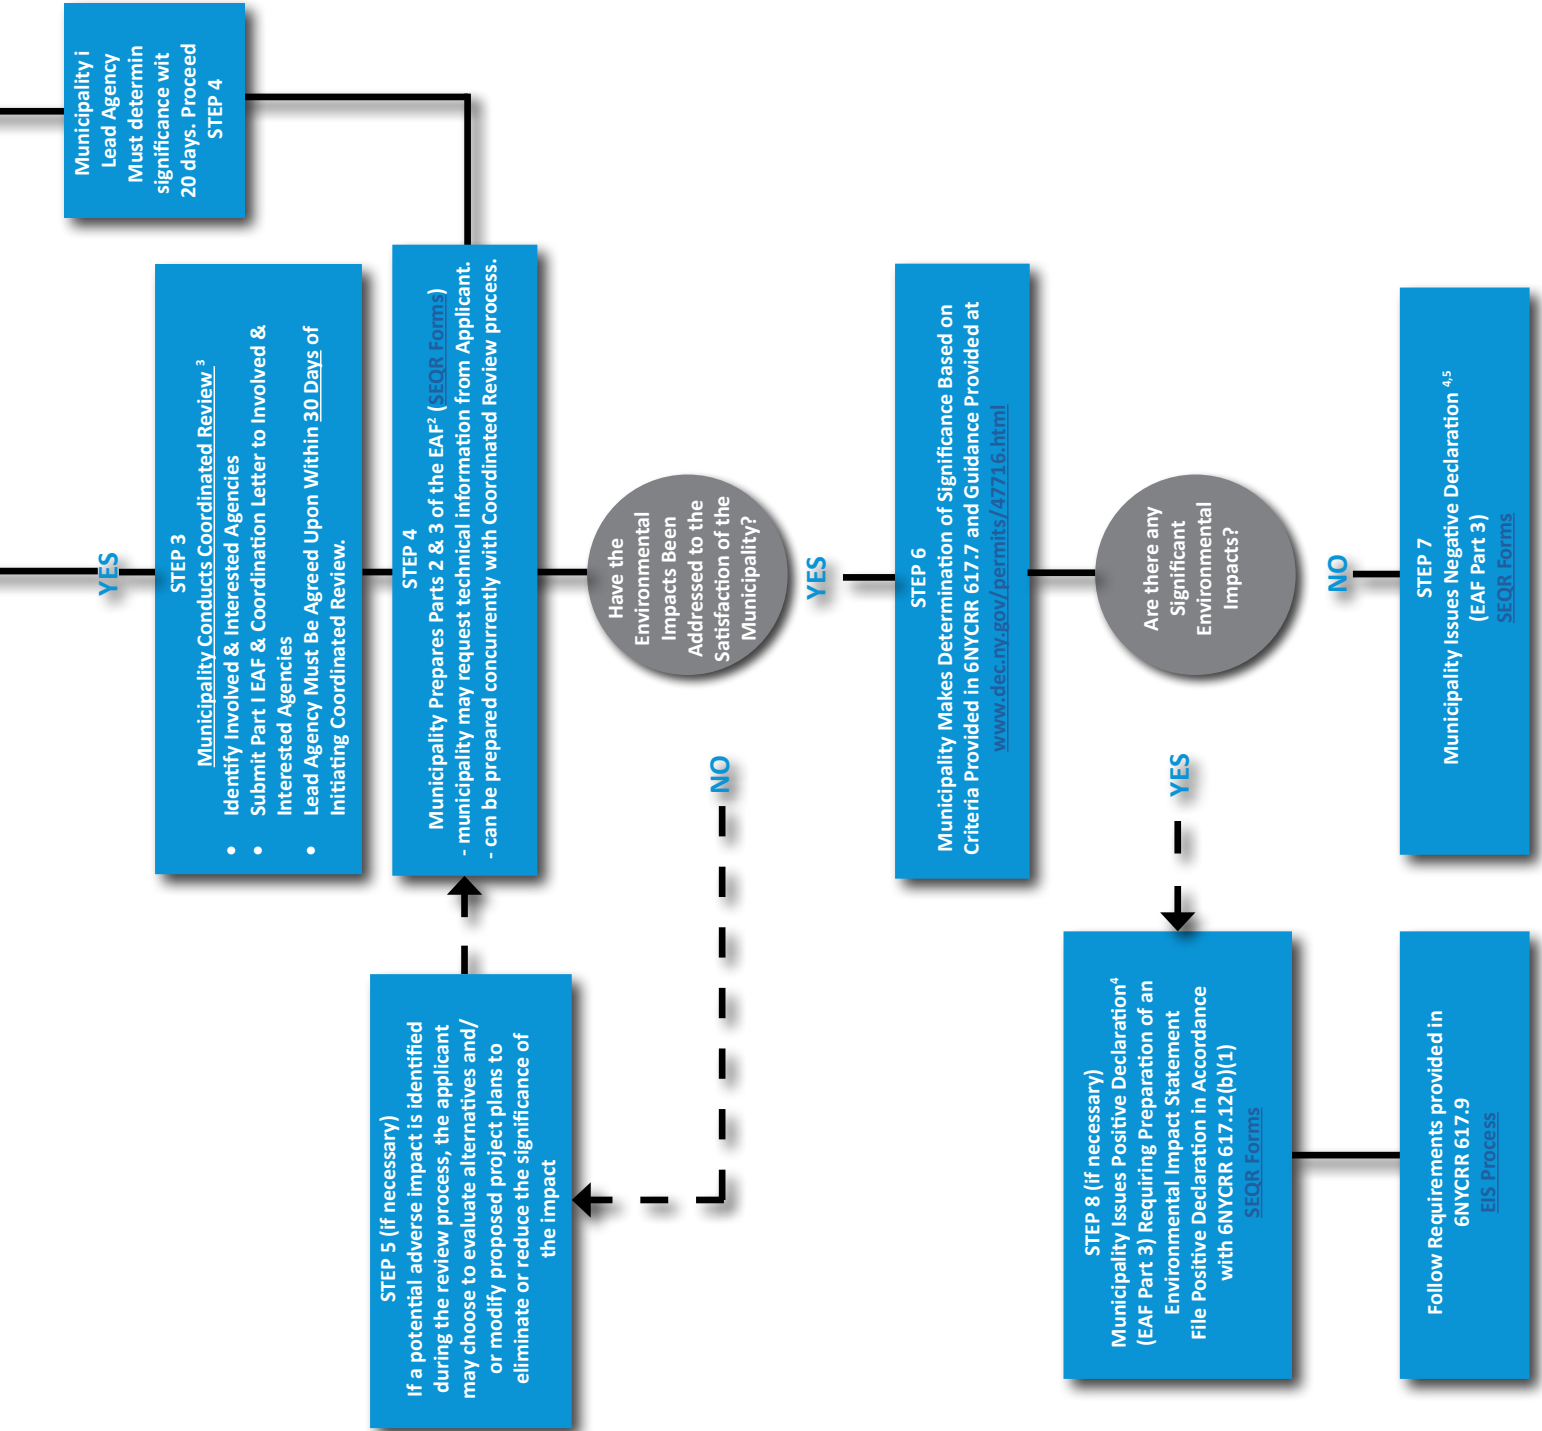 Municipality i
Lead Agency
Must determin
significance wit
20 days. Proceed
STEP 4
YES
STEP 3
Municipality Conducts Coordinated Review ³
• Identify Involved & Interested Agencies
• Submit Part I EAF & Coordination Letter to Involved &
Interested Agencies
• Lead Agency Must Be Agreed Upon Within 30 Days of
Initiating Coordinated Review.
STEP 4
Municipality Prepares Parts 2 & 3 of the EAF² (SEQR Forms)
- municipality may request technical information from Applicant.
- can be prepared concurrently with Coordinated Review process.
STEP 5 (if necessary)
If a potential adverse impact is identified
during the review process, the applicant
may choose to evaluate alternatives and/
or modify proposed project plans to
eliminate or reduce the significance of
the impact
Have the
Environmental
Impacts Been
Addressed to the
Satisfaction of the
Municipality?
NO
YES
STEP 6
Municipality Makes Determination of Significance Based on
Criteria Provided in 6NYCRR 617.7 and Guidance Provided at
www.dec.ny.gov/permits/47716.html
Are there any
Significant
Environmental
Impacts?
YES
STEP 8 (if necessary)
Municipality Issues Positive Declaration⁴
(EAF Part 3) Requiring Preparation of an
Environmental Impact Statement
File Positive Declaration in Accordance
with 6NYCRR 617.12(b)(1)
SEQR Forms
NO
STEP 7
Municipality Issues Negative Declaration ⁴,⁵
(EAF Part 3)
SEQR Forms
Follow Requirements provided in
6NYCRR 617.9
EIS Process